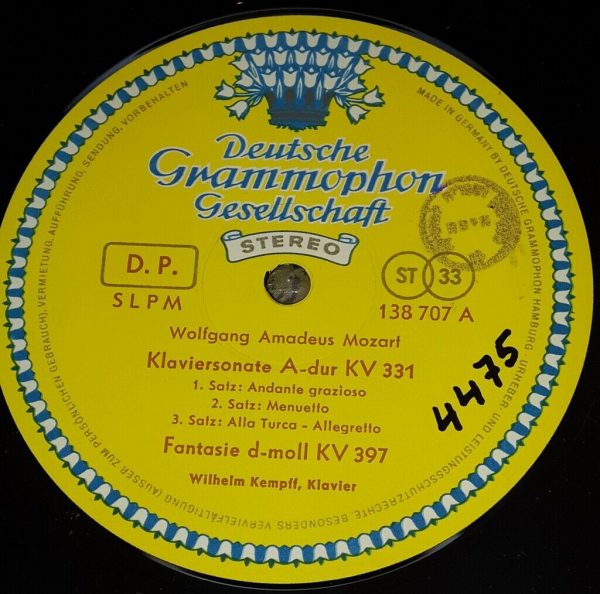 Deutsche
Grammophon
Gesellschaft
STEREO
D. P.
SLPM
ST 33
138 707 A
Wolfgang Amadeus Mozart
Klaviersonate A-dur KV 331
1. Satz: Andante grazioso
2. Satz: Menuetto
3. Satz: Alla Turca - Allegretto
Fantasie d-moll KV 397
Wilhelm Kempff, Klavier
4475
MADE IN GERMANY BY DEUTSCHE GRAMMOPHON HAMBURG · URHEBER- UND LEISTUNGSSCHUTZRECHTE, BESONDERS VERVIELFÄLTIGUNG (AUSSER ZUM PERSÖNLICHEN GEBRAUCH), VERMIETUNG, AUFFÜHRUNG, SENDUNG, VORBEHALTEN